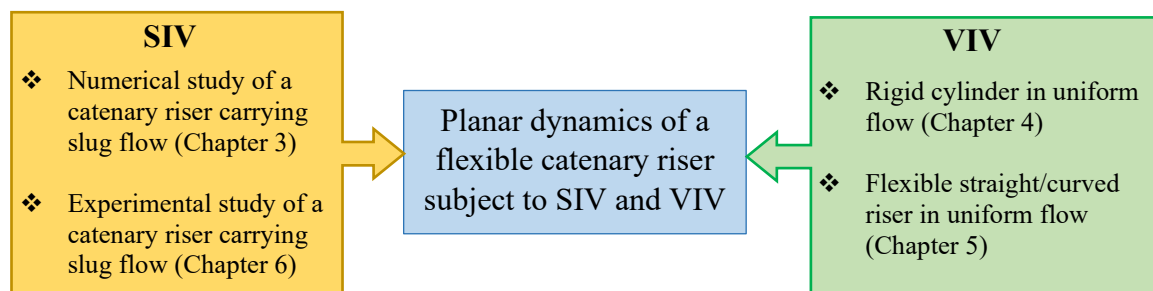 SIV
❖ Numerical study of a
catenary riser carrying
slug flow (Chapter 3)
❖ Experimental study of a
catenary riser carrying
slug flow (Chapter 6)
Planar dynamics of a
flexible catenary riser
subject to SIV and VIV
VIV
❖ Rigid cylinder in uniform
flow (Chapter 4)
❖ Flexible straight/curved
riser in uniform flow
(Chapter 5)